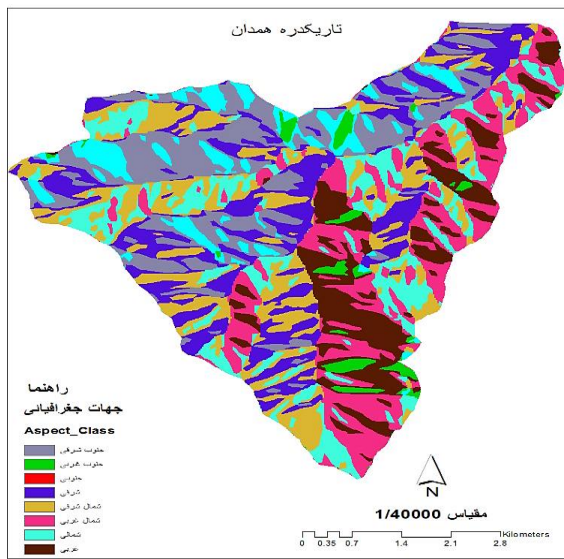 تاریکدره همدان
راهنما
جهات جغرافیائی
Aspect_Class
جنوب شرقی
جنوب غربی
جنوبی
شرقی
شمال شرقی
شمال غربی
شمالی
غربی
N
مقیاس 1/40000
0 0.35 0.7 1.4 2.1 2.8 Kilometers